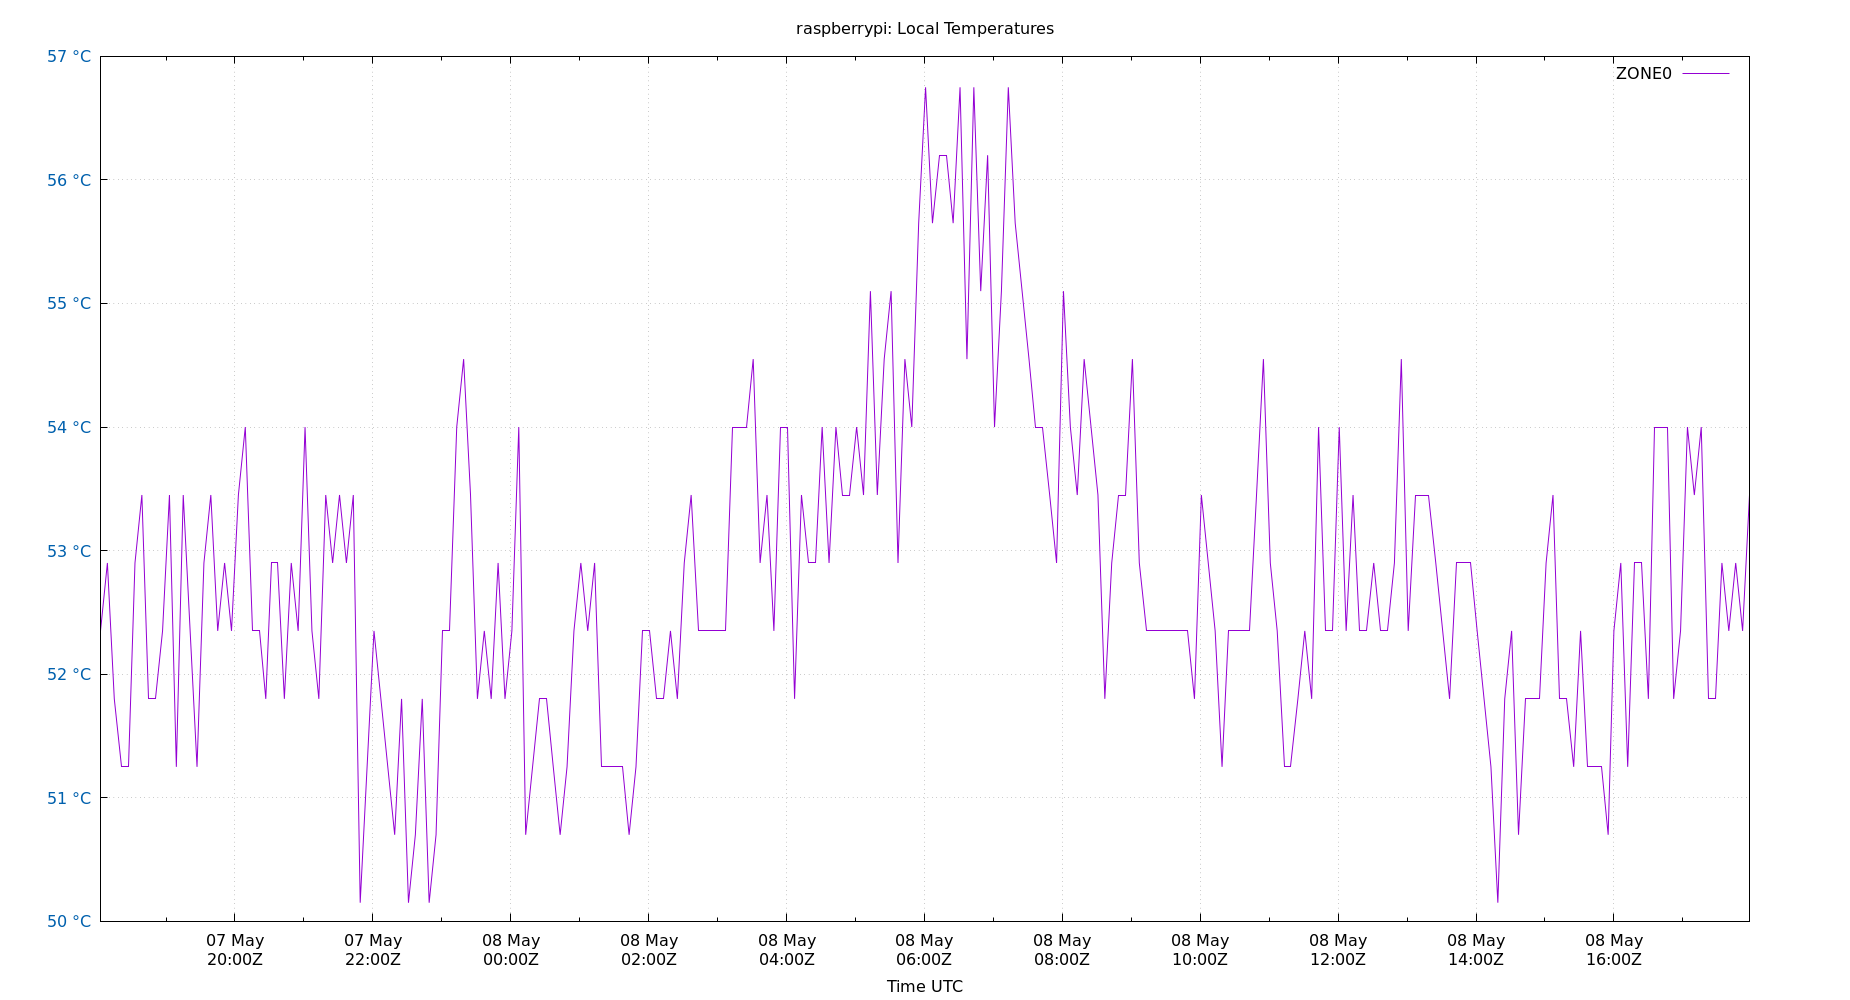 raspberrypi: Local Temperatures
57 °C
ZONE0
56 °C
55 °C
54 °C
53 °C
52 °C
51 °C
50 °C
07 May 07 May 08 May 08 May 08 May 08 May 08 May 08 May 08 May 08 May 08 May
20:00Z 22:00Z 00:00Z 02:00Z 04:00Z 06:00Z 08:00Z 10:00Z 12:00Z 14:00Z 16:00Z
Time UTC